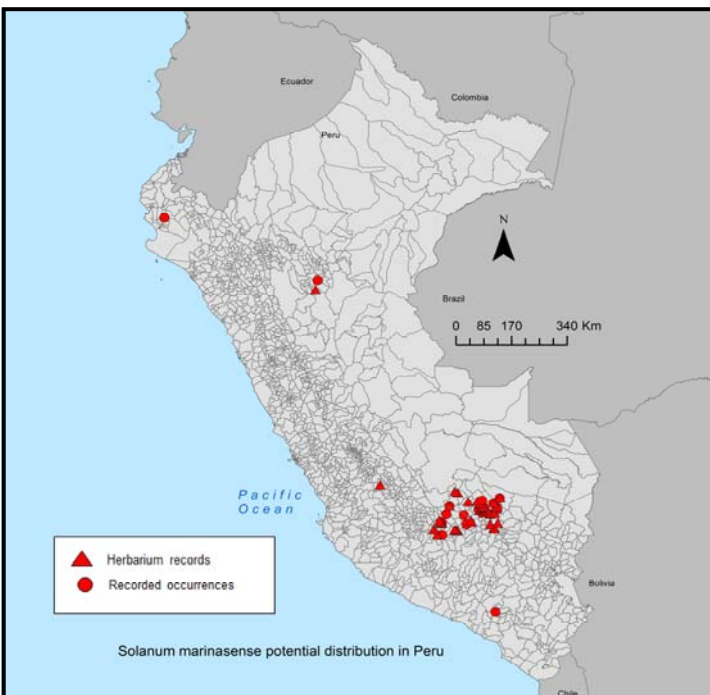 Ecuador
Colombia
Peru
N
Brazil
0 85 170 340 Km
Pacific
Ocean
Herbarium records
Recorded occurrences
Bolivia
Solanum marinasense potential distribution in Peru
Chile